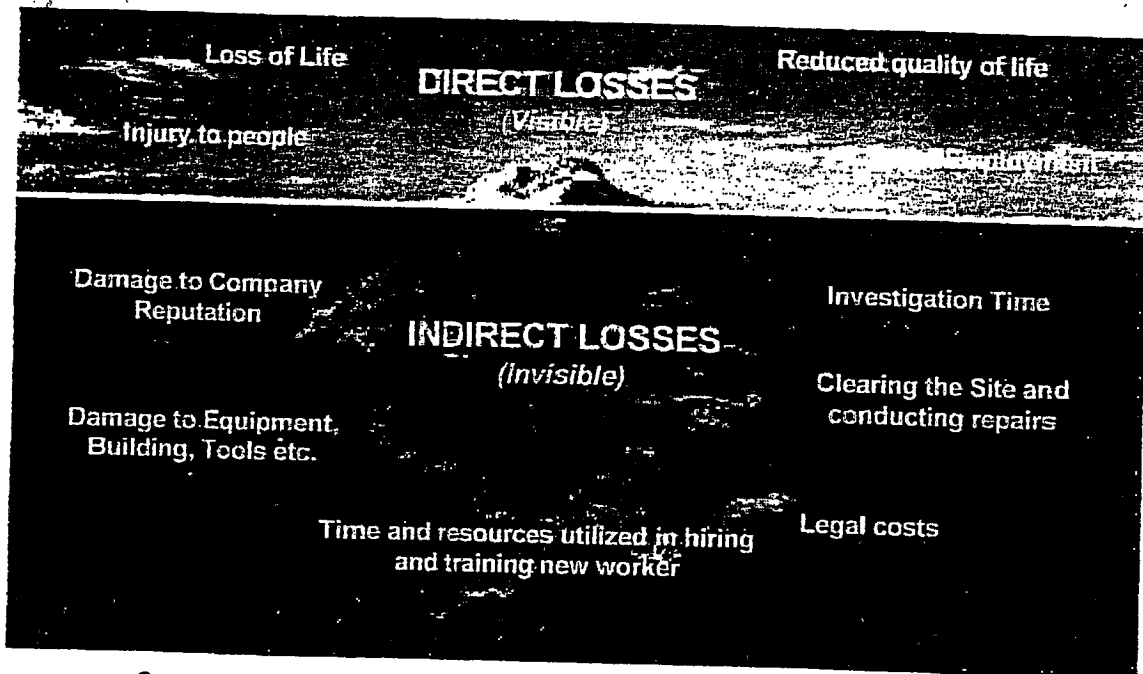 Loss of Life
DIRECT LOSSES
(Visible)
Reduced quality of life
Injury to people
INDIRECT LOSSES
(Invisible)
Damage to Company
Reputation
Investigation Time
Damage to Equipment,
Building, Tools etc.
Clearing the Site and
conducting repairs
Time and resources utilized in hiring
and training new worker
Legal costs